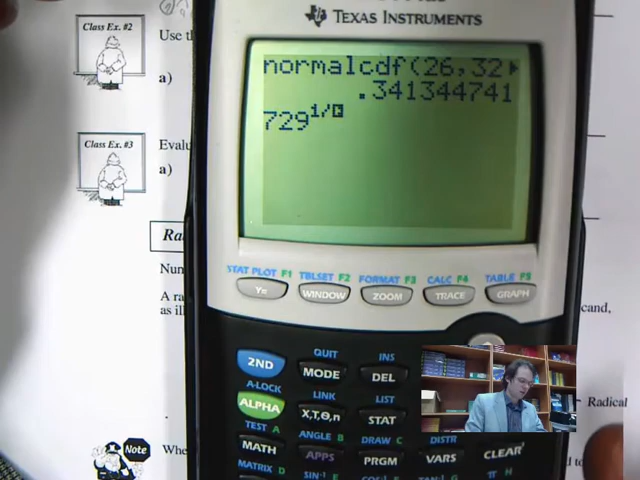 TEXAS INSTRUMENTS
Class Ex. #2
Use th
a)
normalcdf(26,32
.341344741
729^1/
Class Ex. #3
Evalu
a)
Ra
Num
A ra
as ill
cand,
STAT PLOT F1 TBLSET F2 FORMAT F3 CALC F4 TABLE F5
Y= WINDOW ZOOM TRACE GRAPH
QUIT INS
2ND MODE DEL
A-LOCK LINK LIST
ALPHA X,T,Θ,n STAT
Radical
TEST A ANGLE B DRAW C DISTR
MATH APPS PRGM VARS CLEAR
MATRIX D SIN⁻¹ E
π H
Note
Whe